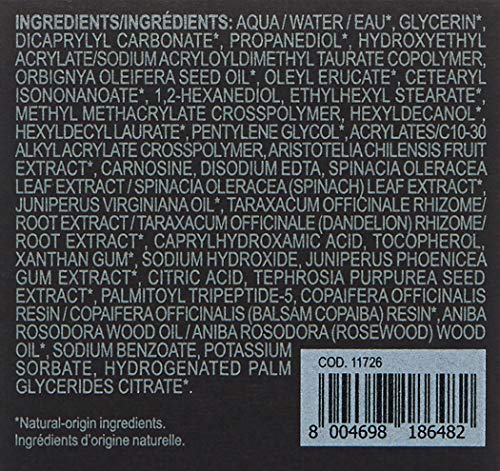 INGREDIENTS/INGRÉDIENTS: AQUA / WATER / EAU*, GLYCERIN*,
DICAPRYLYL CARBONATE*, PROPANEDIOL*, HYDROXYETHYL
ACRYLATE/SODIUM ACRYLOYLDIMETHYL TAURATE COPOLYMER,
ORBIGNYA OLEIFERA SEED OIL*, OLEYL ERUCATE*, CETEARYL
ISONONANOATE*, 1,2-HEXANEDIOL, ETHYLHEXYL STEARATE*,
METHYL METHACRYLATE CROSSPOLYMER, HEXYLDECANOL*,
HEXYLDECYL LAURATE*, PENTYLENE GLYCOL*, ACRYLATES/C10-30
ALKYL ACRYLATE CROSSPOLYMER, ARISTOTELIA CHILENSIS FRUIT
EXTRACT*, CARNOSINE, DISODIUM EDTA, SPINACIA OLERACEA
LEAF EXTRACT / SPINACIA OLERACEA (SPINACH) LEAF EXTRACT*,
JUNIPERUS VIRGINIANA OIL*, TARAXACUM OFFICINALE RHIZOME/
ROOT EXTRACT / TARAXACUM OFFICINALE (DANDELION) RHIZOME/
ROOT EXTRACT*, CAPRYLHYDROXAMIC ACID, TOCOPHEROL,
XANTHAN GUM*, SODIUM HYDROXIDE, JUNIPERUS PHOENICEA
GUM EXTRACT*, CITRIC ACID, TEPHROSIA PURPUREA SEED
EXTRACT*, PALMITOYL TRIPEPTIDE-5, COPAIFERA OFFICINALIS
RESIN / COPAIFERA OFFICINALIS (BALSAM COPAIBA) RESIN*, ANIBA
ROSODORA WOOD OIL / ANIBA ROSODORA (ROSEWOOD) WOOD
OIL*, SODIUM BENZOATE, POTASSIUM
SORBATE, HYDROGENATED PALM
GLYCERIDES CITRATE*.
*Natural-origin ingredients.
Ingrédients d'origine naturelle.
COD. 11726
8 004698 186482